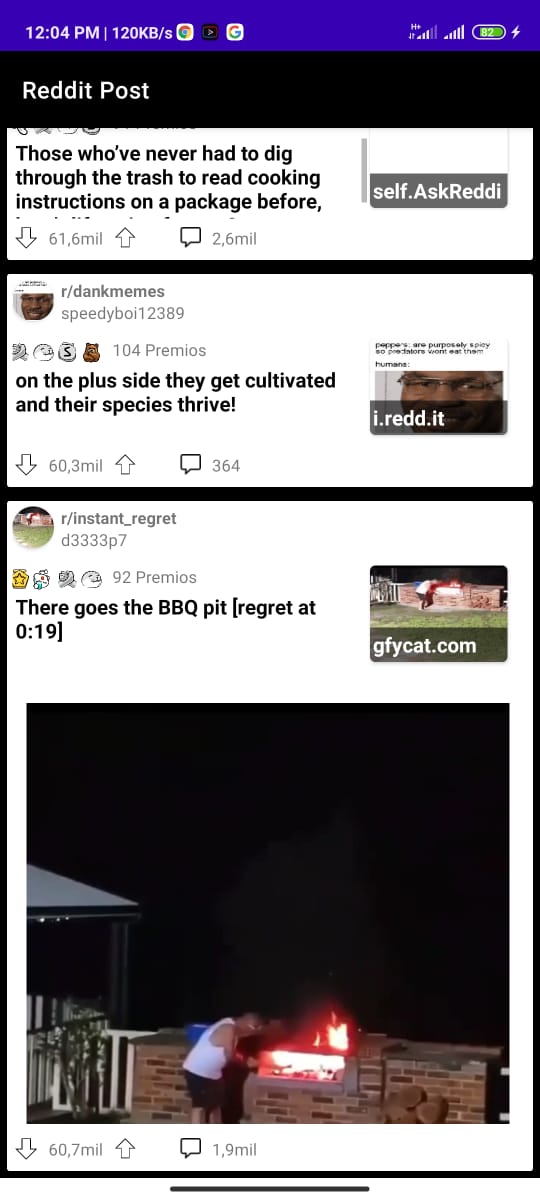 12:04 PM | 120KB/s
H+
82
Reddit Post
Those who've never had to dig
through the trash to read cooking
instructions on a package before,
self.AskReddi
61,6mil
2,6mil
r/dankmemes
speedyboi12389
104 Premios
on the plus side they get cultivated
and their species thrive!
peppers: are purposely spicy
so predators wont eat them
humans:
i.redd.it
60,3mil
364
r/instant_regret
d3333p7
92 Premios
There goes the BBQ pit [regret at
0:19]
gfycat.com
60,7mil
1,9mil